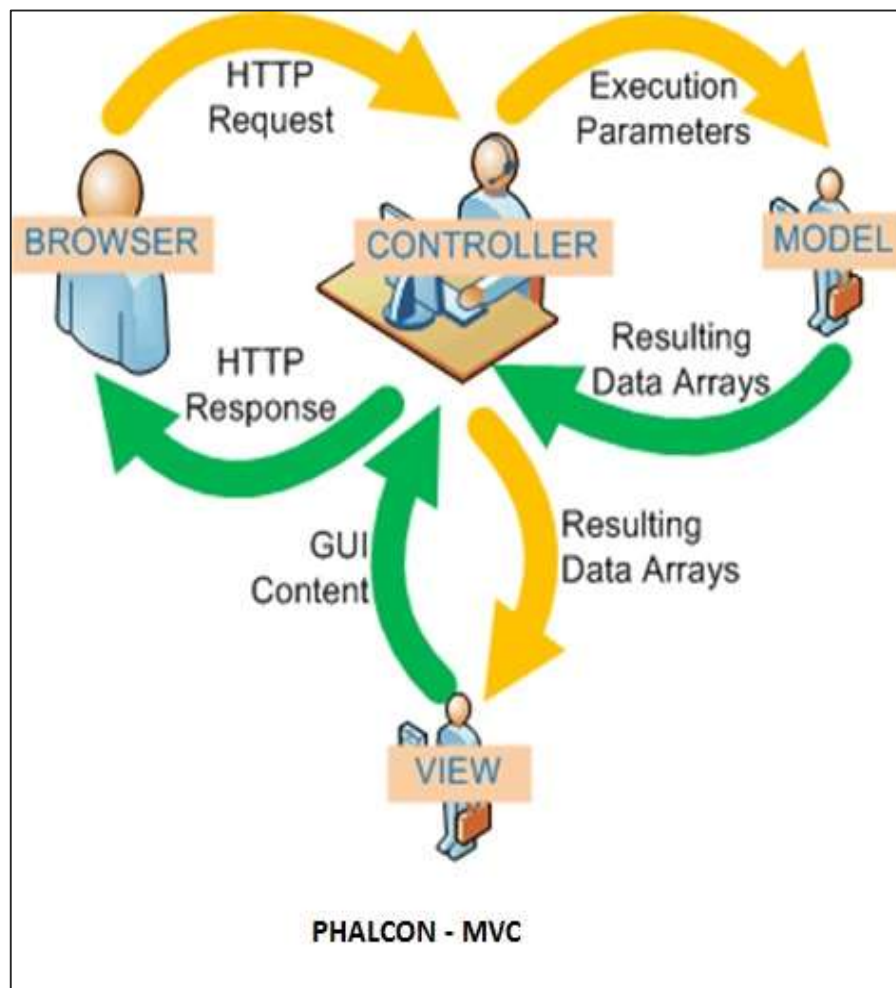 HTTP
Request
Execution
Parameters
BROWSER
CONTROLLER
MODEL
HTTP
Response
Resulting
Data Arrays
GUI
Content
Resulting
Data Arrays
VIEW
PHALCON - MVC